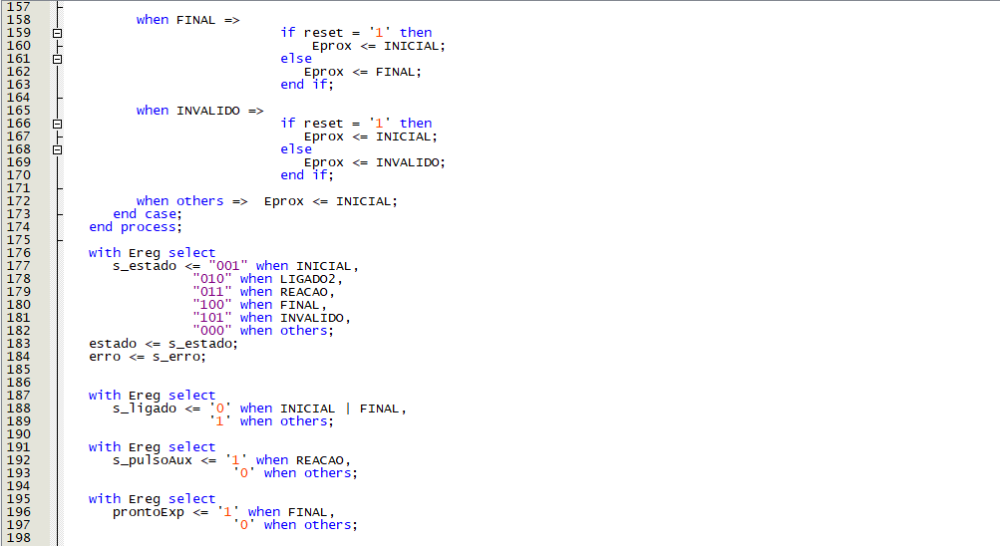 157
158 when FINAL =>
159 if reset = '1' then
160 Eprox <= INICIAL;
161 else
162 Eprox <= FINAL;
163 end if;
164
165 when INVALIDO =>
166 if reset = '1' then
167 Eprox <= INICIAL;
168 else
169 Eprox <= INVALIDO;
170 end if;
171
172 when others => Eprox <= INICIAL;
173 end case;
174 end process;
175
176 with Ereg select
177 s_estado <= "001" when INICIAL,
178 "010" when LIGADO2,
179 "011" when REACAO,
180 "100" when FINAL,
181 "101" when INVALIDO,
182 "000" when others;
183 estado <= s_estado;
184 erro <= s_erro;
185
186
187 with Ereg select
188 s_ligado <= '0' when INICIAL | FINAL,
189 '1' when others;
190
191 with Ereg select
192 s_pulsoAux <= '1' when REACAO,
193 '0' when others;
194
195 with Ereg select
196 prontoExp <= '1' when FINAL,
197 '0' when others;
198